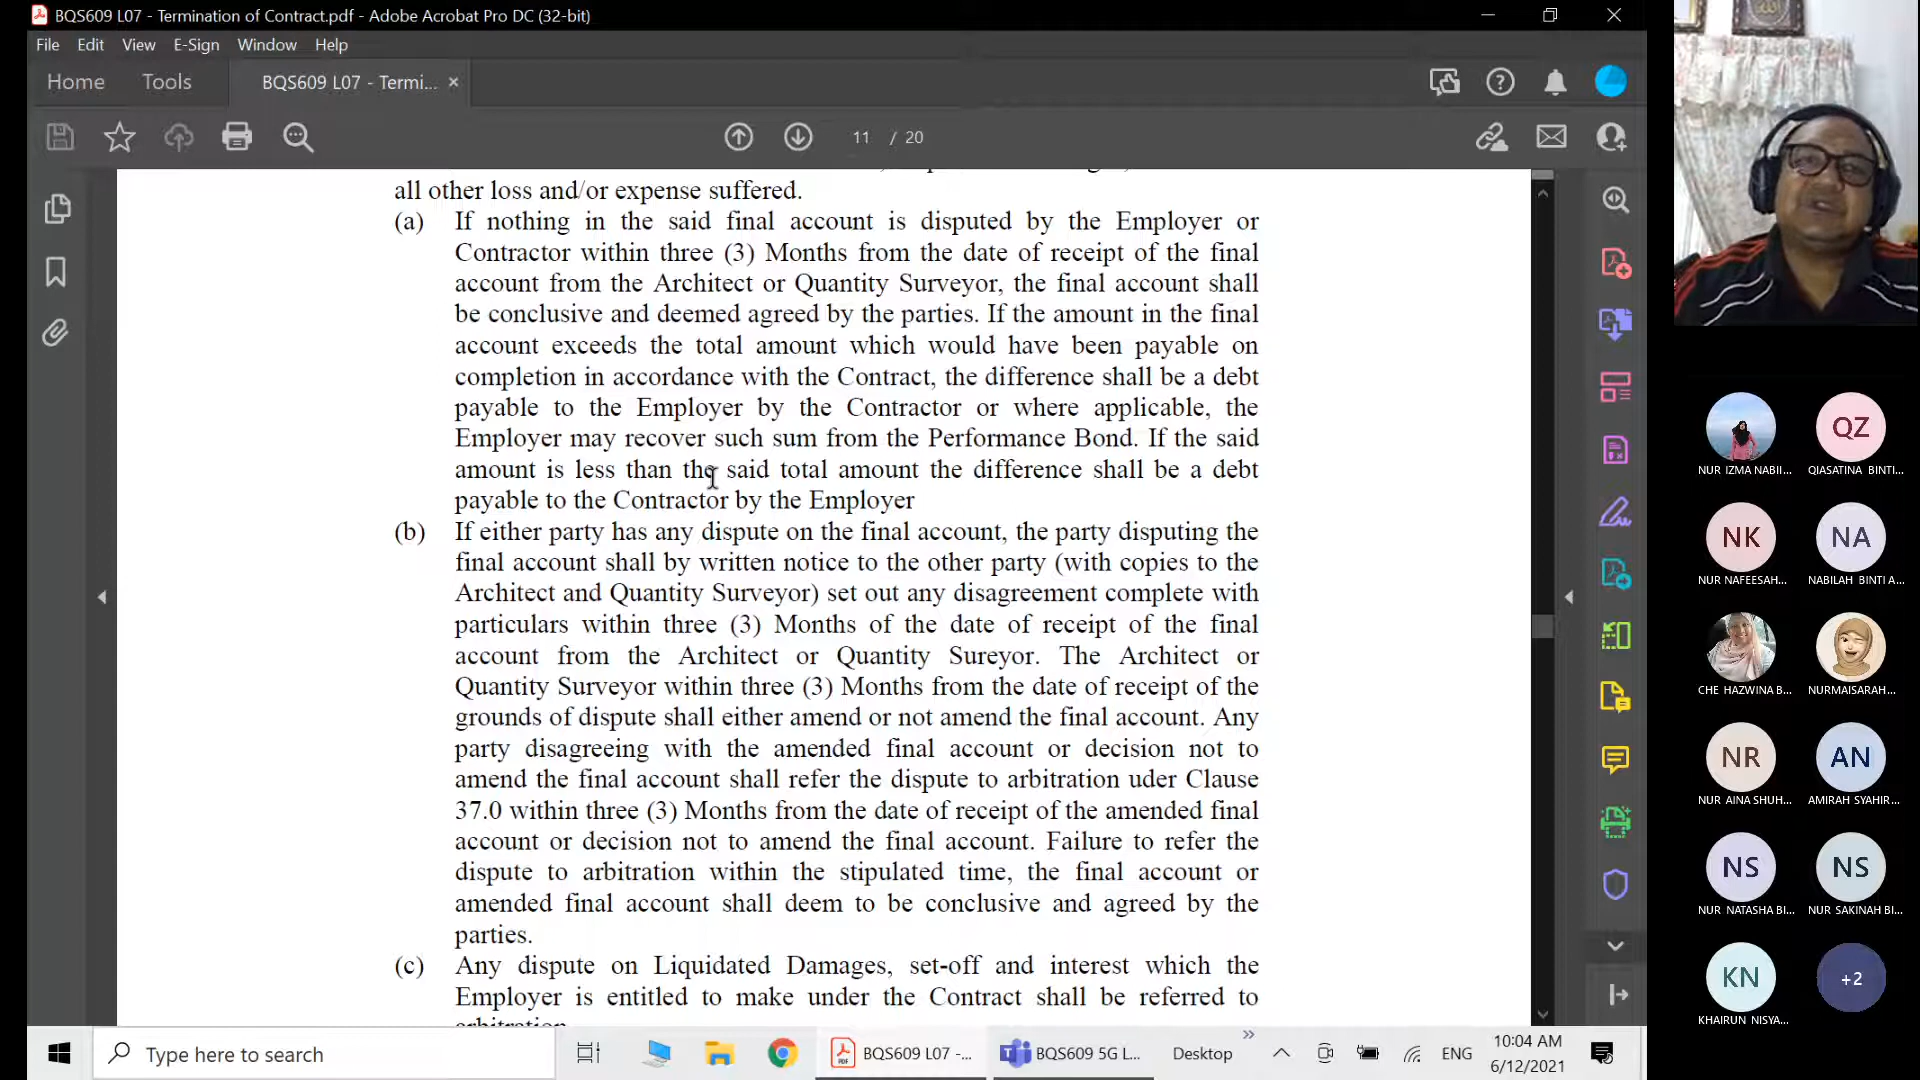 BQS609 L07 - Termination of Contract.pdf - Adobe Acrobat Pro DC (32-bit)
File Edit View E-Sign Window Help
Home Tools BQS609 L07 - Termi... ×
11 / 20
all other loss and/or expense suffered.
(a) If nothing in the said final account is disputed by the Employer or
Contractor within three (3) Months from the date of receipt of the final
account from the Architect or Quantity Surveyor, the final account shall
be conclusive and deemed agreed by the parties. If the amount in the final
account exceeds the total amount which would have been payable on
completion in accordance with the Contract, the difference shall be a debt
payable to the Employer by the Contractor or where applicable, the
Employer may recover such sum from the Performance Bond. If the said
amount is less than the said total amount the difference shall be a debt
payable to the Contractor by the Employer
(b) If either party has any dispute on the final account, the party disputing the
final account shall by written notice to the other party (with copies to the
Architect and Quantity Surveyor) set out any disagreement complete with
particulars within three (3) Months of the date of receipt of the final
account from the Architect or Quantity Sureyor. The Architect or
Quantity Surveyor within three (3) Months from the date of receipt of the
grounds of dispute shall either amend or not amend the final account. Any
party disagreeing with the amended final account or decision not to
amend the final account shall refer the dispute to arbitration uder Clause
37.0 within three (3) Months from the date of receipt of the amended final
account or decision not to amend the final account. Failure to refer the
dispute to arbitration within the stipulated time, the final account or
amended final account shall deem to be conclusive and agreed by the
parties.
(c) Any dispute on Liquidated Damages, set-off and interest which the
Employer is entitled to make under the Contract shall be referred to
arbitration
QZ
NUR IZMA NABII... QIASATINA BINTI...
NK NA
NUR NAFEESAH... NABILAH BINTI A...
CHE HAZWINA B... NURMAISARAH...
NR AN
NUR AINA SHUH... AMIRAH SYAHIR...
NS NS
NUR NATASHA BI... NUR SAKINAH BI...
KN +2
KHAIRUN NISYA...
Type here to search
BQS609 L07 -...
BQS609 5G L...
Desktop
ENG
10:04 AM
6/12/2021